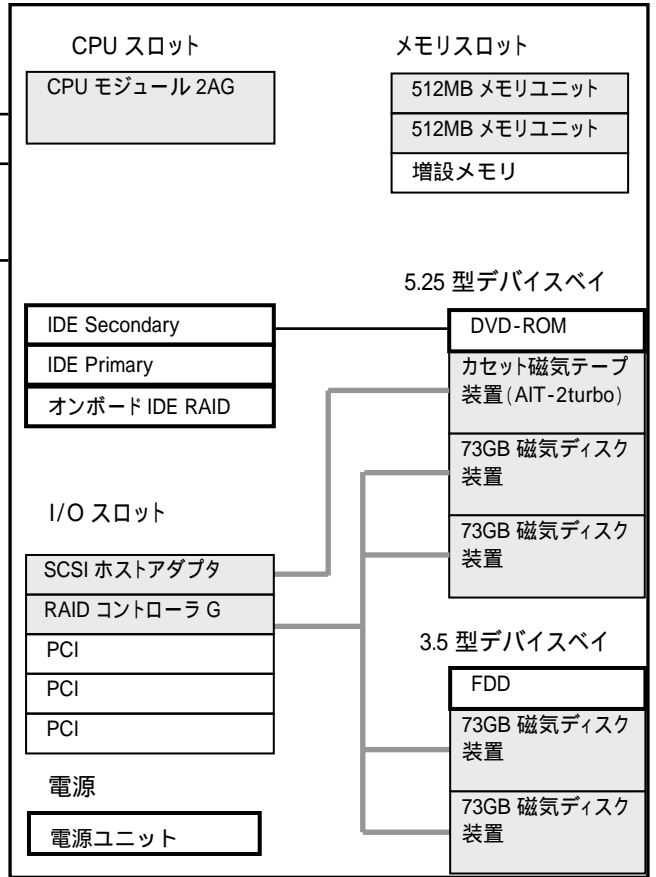 CPU スロット
メモリスロット
CPU モジュール 2AG
512MB メモリユニット
512MB メモリユニット
増設メモリ
5.25 型デバイスベイ
IDE Secondary
IDE Primary
オンボード IDE RAID
DVD-ROM
カセット磁気テープ
装置(AIT-2turbo)
73GB 磁気ディスク
装置
73GB 磁気ディスク
装置
I/O スロット
SCSI ホストアダプタ
RAID コントローラ G
PCI
PCI
PCI
3.5 型デバイスベイ
FDD
73GB 磁気ディスク
装置
73GB 磁気ディスク
装置
電源
電源ユニット